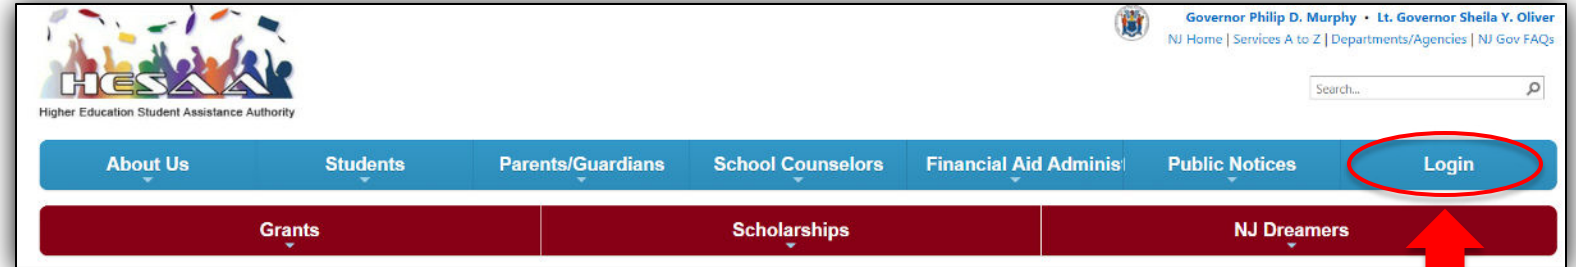 Governor Philip D. Murphy • Lt. Governor Sheila Y. Oliver
NJ Home | Services A to Z | Departments/Agencies | NJ Gov FAQs
HESAA
Higher Education Student Assistance Authority
Search...
About Us Students Parents/Guardians School Counselors Financial Aid Adminis Public Notices Login
Grants Scholarships NJ Dreamers